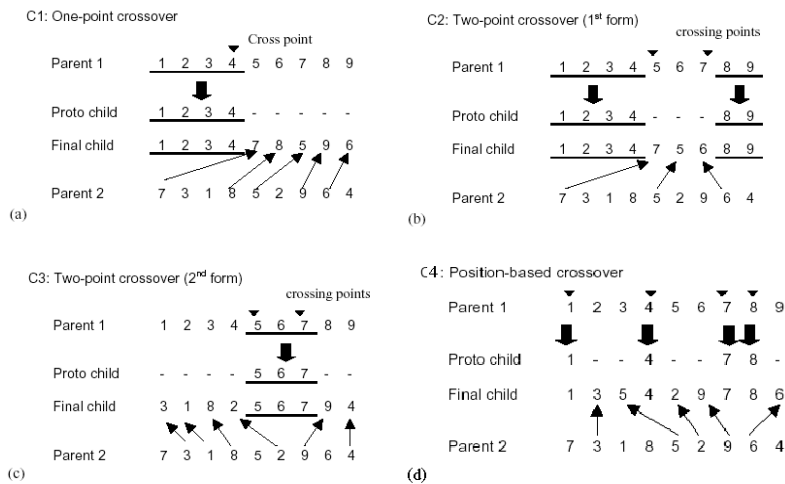 C1: One-point crossover
Cross point
Parent 1 1 2 3 4 5 6 7 8 9
Proto child 1 2 3 4 - - - - -
Final child 1 2 3 4 7 8 5 9 6
Parent 2 7 3 1 8 5 2 9 6 4
(a)
C2: Two-point crossover (1st form)
crossing points
Parent 1 1 2 3 4 5 6 7 8 9
Proto child 1 2 3 4 - - - 8 9
Final child 1 2 3 4 7 5 6 8 9
Parent 2 7 3 1 8 5 2 9 6 4
(b)
C3: Two-point crossover (2nd form)
crossing points
Parent 1 1 2 3 4 5 6 7 8 9
Proto child - - - - 5 6 7 - -
Final child 3 1 8 2 5 6 7 9 4
Parent 2 7 3 1 8 5 2 9 6 4
(c)
C4: Position-based crossover
Parent 1 1 2 3 4 5 6 7 8 9
Proto child 1 - - 4 - - 7 8 -
Final child 1 3 5 4 2 9 7 8 6
Parent 2 7 3 1 8 5 2 9 6 4
(d)